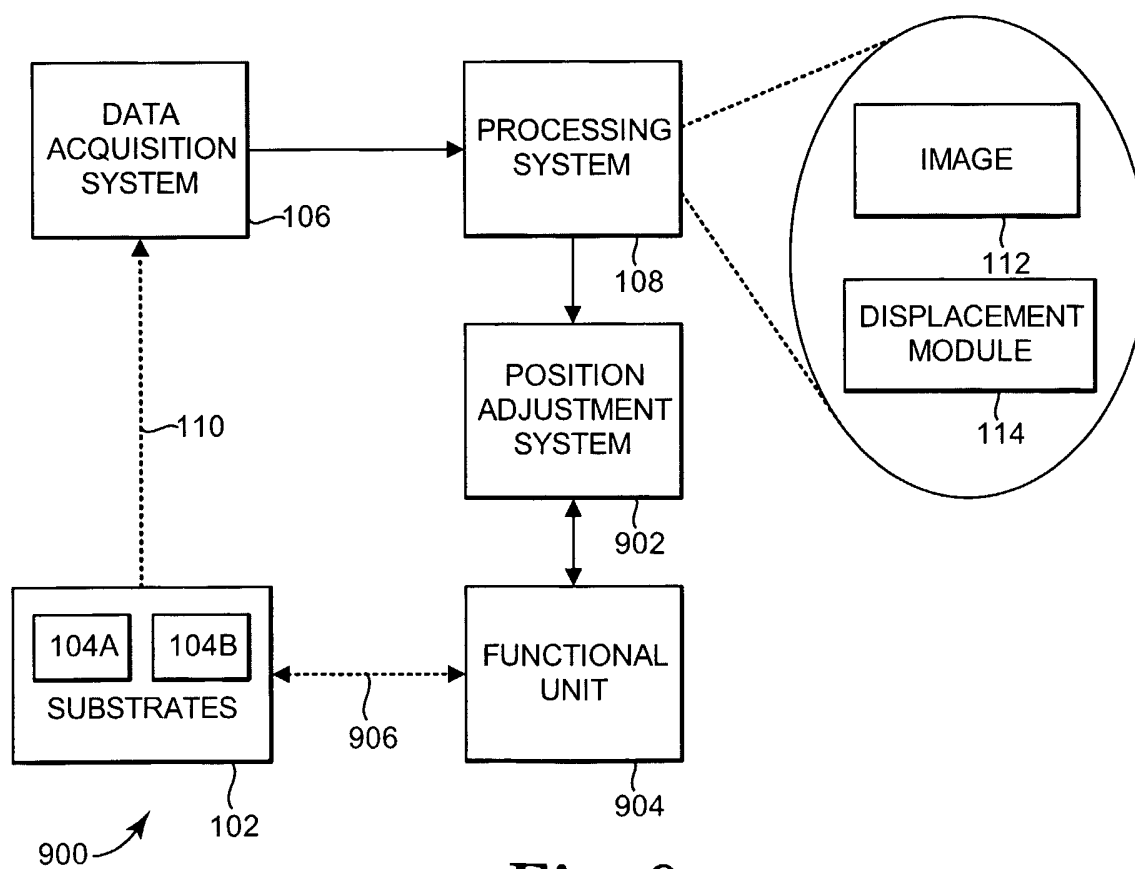 DATA
ACQUISITION
SYSTEM
106
PROCESSING
SYSTEM
108
IMAGE
112
DISPLACEMENT
MODULE
114
POSITION
ADJUSTMENT
SYSTEM
902
110
104A 104B
SUBSTRATES
102
906
FUNCTIONAL
UNIT
904
900